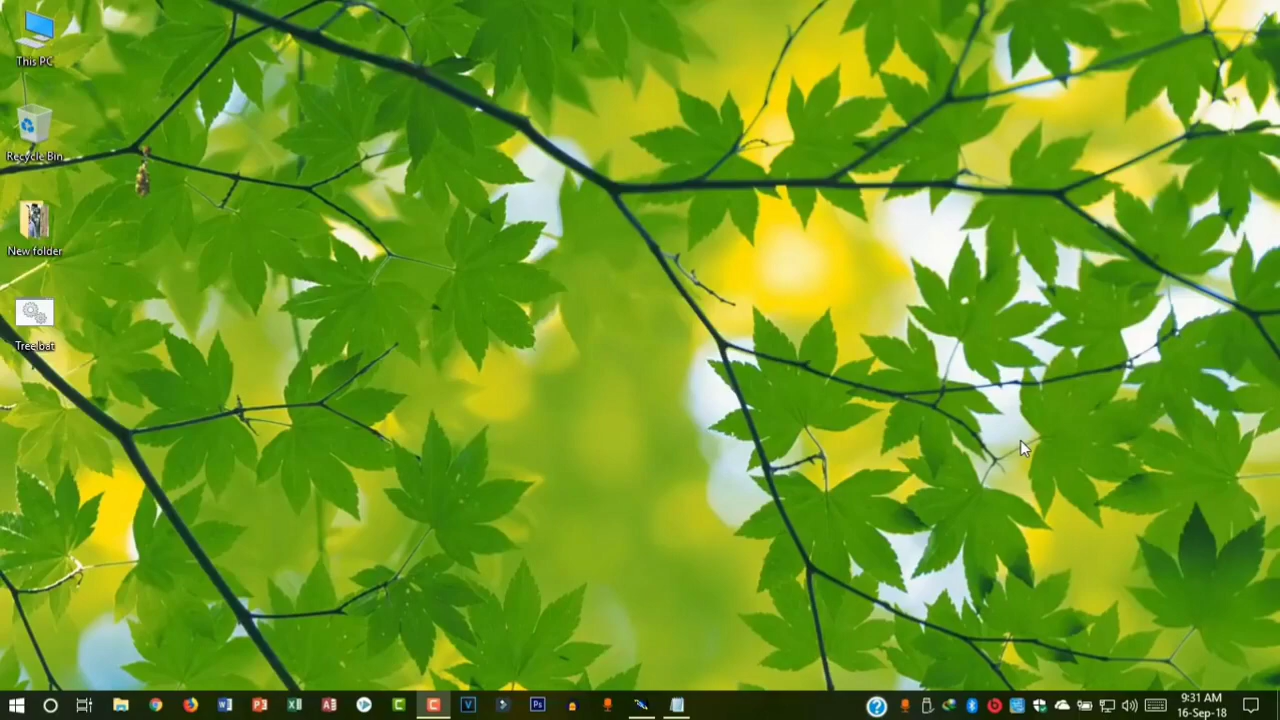 This PC
Recycle Bin
New folder
Tree.bat
9:31 AM
16-Sep-18